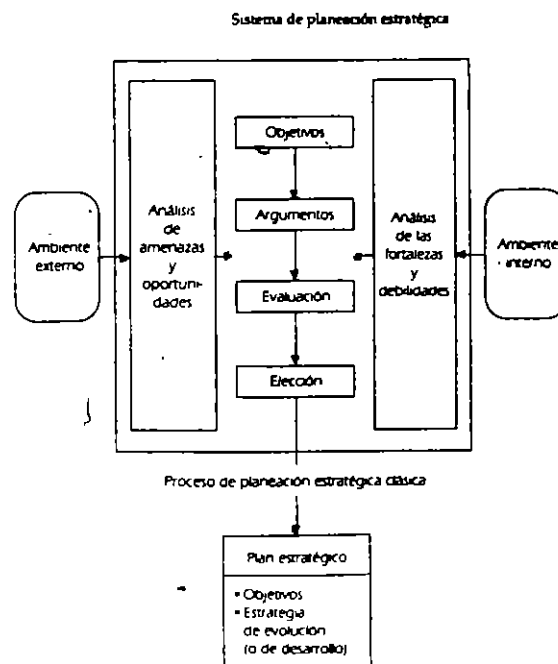 Sistema de planeación estratégica
Objetivos
Argumentos
Evaluación
Elección
Ambiente
externo
Análisis
de
amenazas
y
oportuni-
dades
Análisis
de las
fortalezas
y
debilidades
Ambiente
interno
Proceso de planeación estratégica clásica
Plan estratégico
• Objetivos
• Estrategia
de evolución
(o de desarrollo)